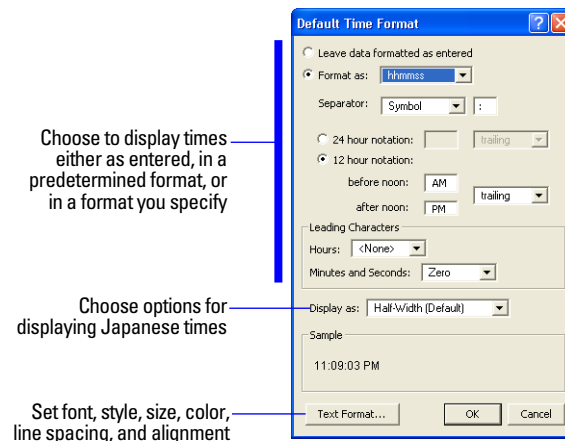 Default Time Format
Leave data formatted as entered
Format as: hhmmss
Separator: Symbol :
24 hour notation: trailing
12 hour notation:
before noon: AM
after noon: PM
trailing
Leading Characters
Hours: <None>
Minutes and Seconds: Zero
Display as: Half-Width (Default)
Sample
11:09:03 PM
Text Format... OK Cancel
Choose to display times
either as entered, in a
predetermined format, or
in a format you specify
Choose options for
displaying Japanese times
Set font, style, size, color,
line spacing, and alignment